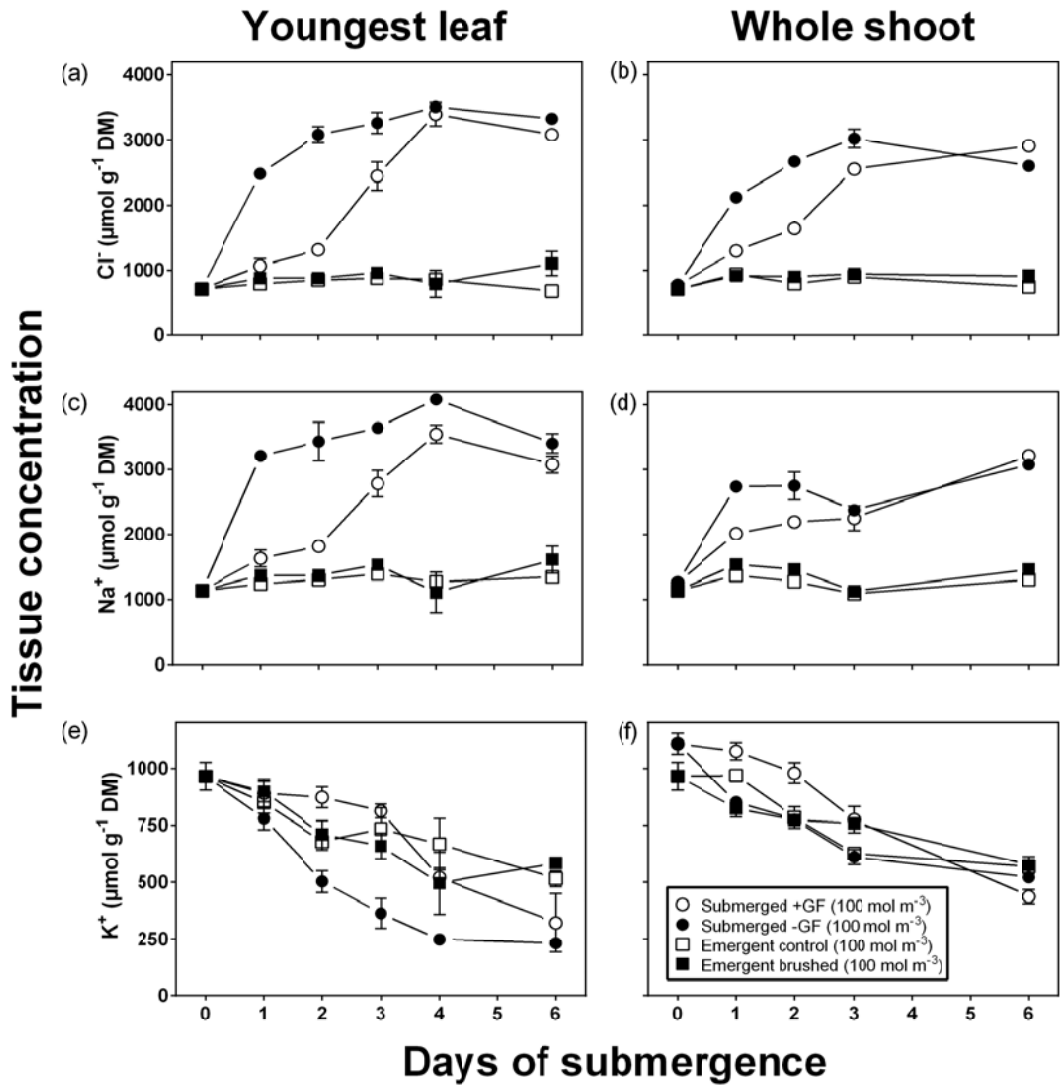 Youngest leaf
Whole shoot
Tissue concentration
(a)
Cl⁻ (µmol g⁻¹ DM)
4000
3000
2000
1000
0
(b)
(c)
Na⁺ (µmol g⁻¹ DM)
4000
3000
2000
1000
0
(d)
(e)
K⁺ (µmol g⁻¹ DM)
1000
750
500
250
0
0 1 2 3 4 5 6
(f)
Submerged +GF (100 mol m⁻³)
Submerged -GF (100 mol m⁻³)
Emergent control (100 mol m⁻³)
Emergent brushed (100 mol m⁻³)
0 1 2 3 4 5 6
Days of submergence